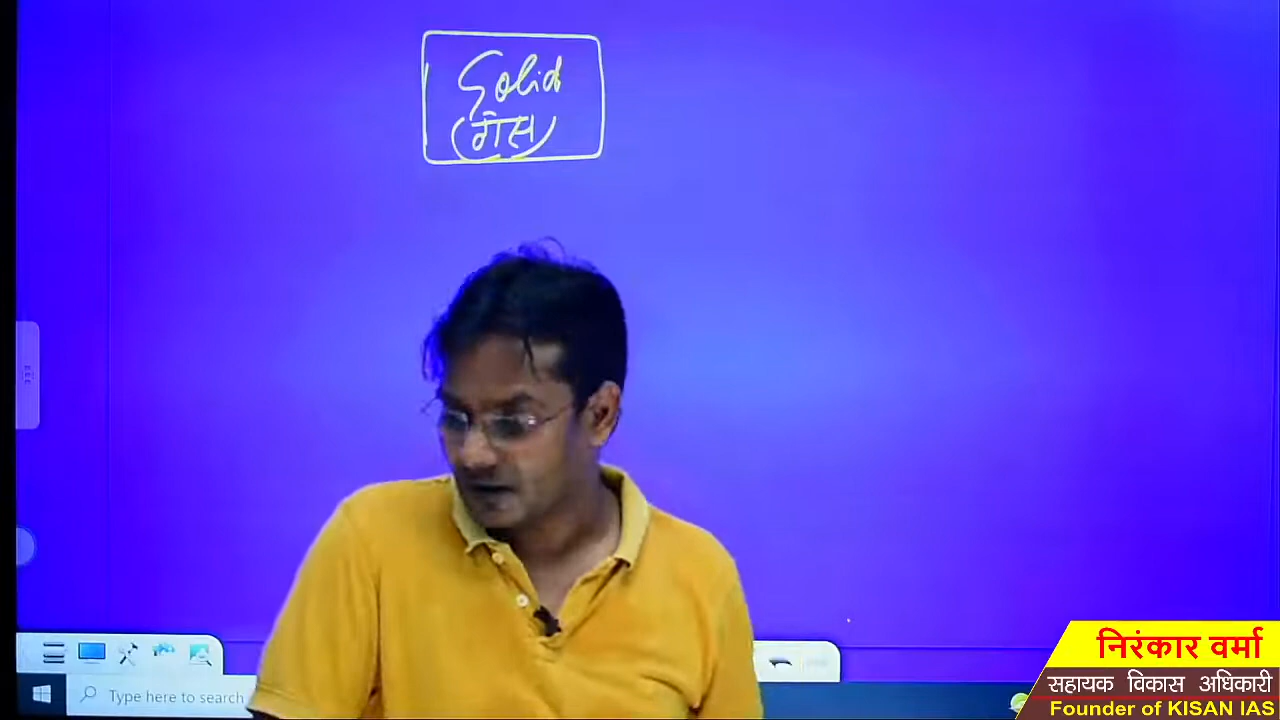 Solid
(गैस)
Type here to search
निरंकार वर्मा
सहायक विकास अधिकारी
Founder of KISAN IAS